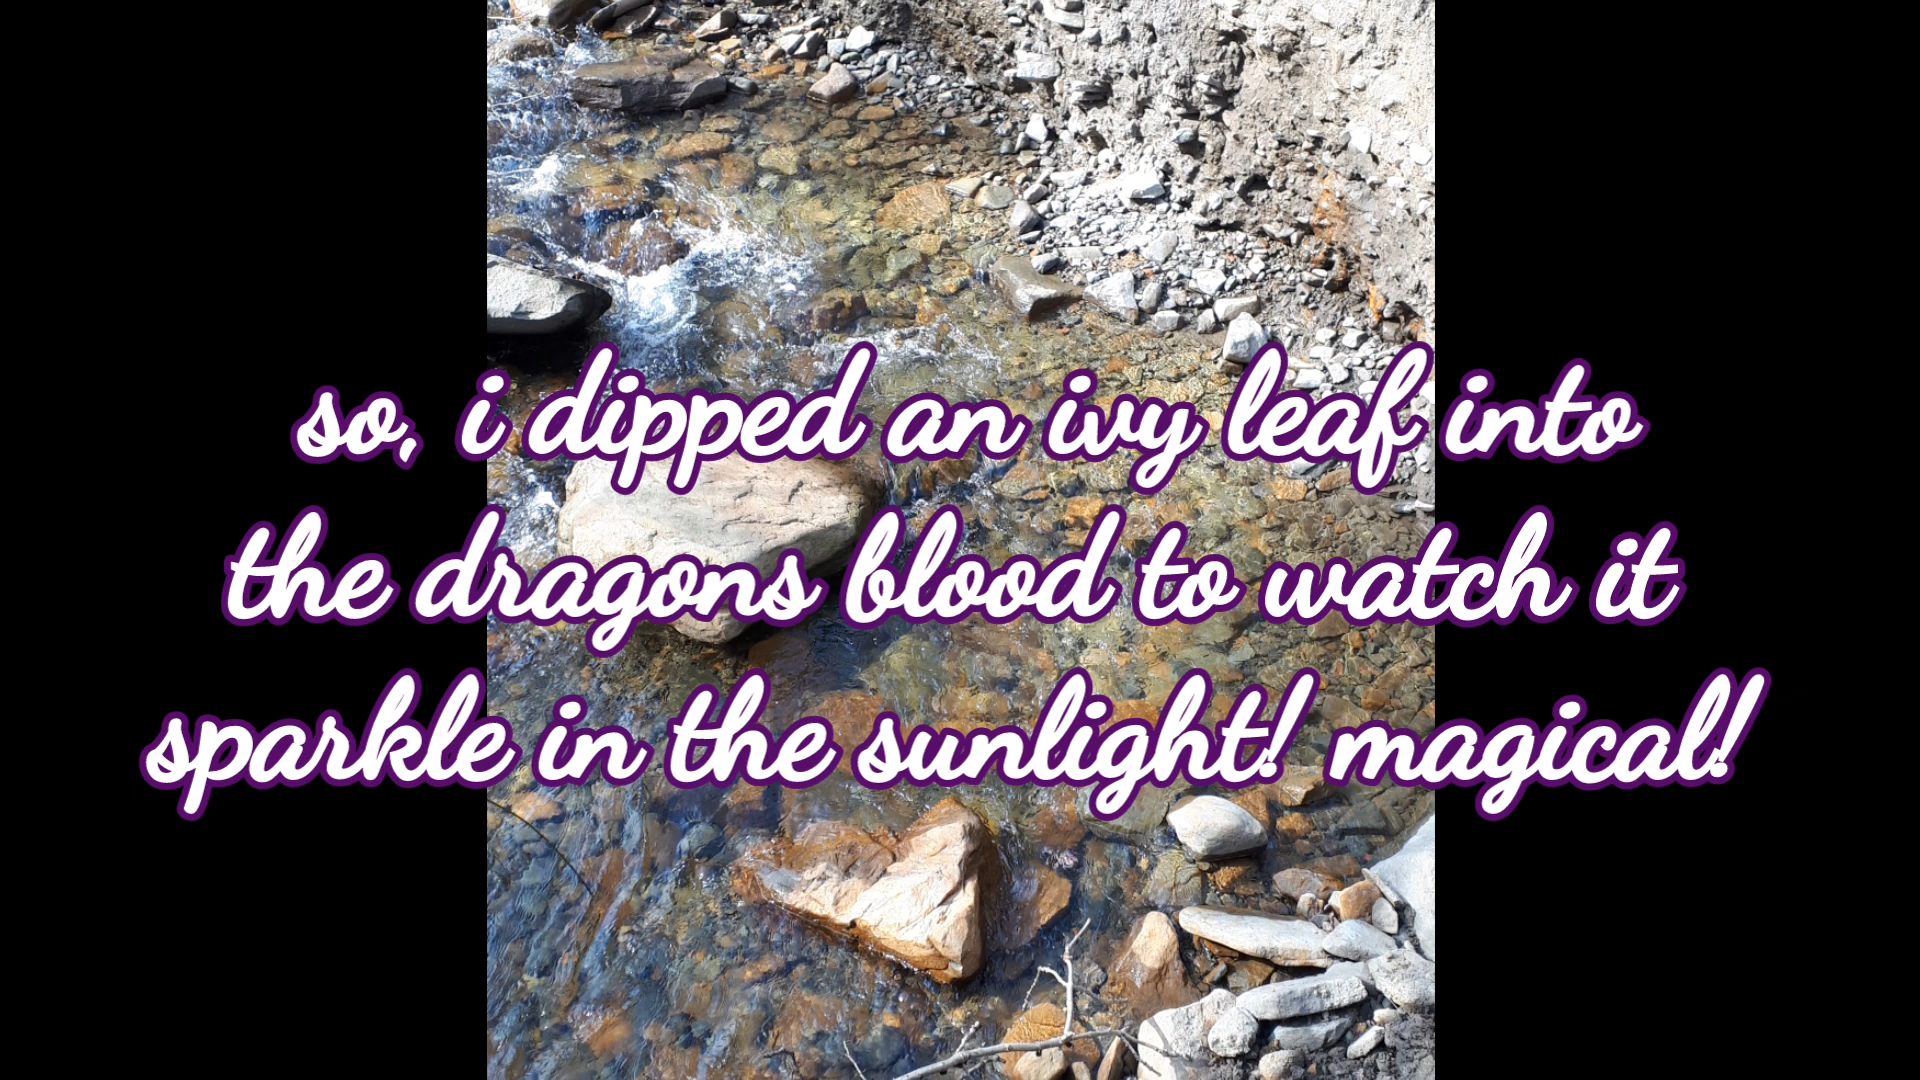 so, i dipped an ivy leaf into
the dragons blood to watch it
sparkle in the sunlight! magical!